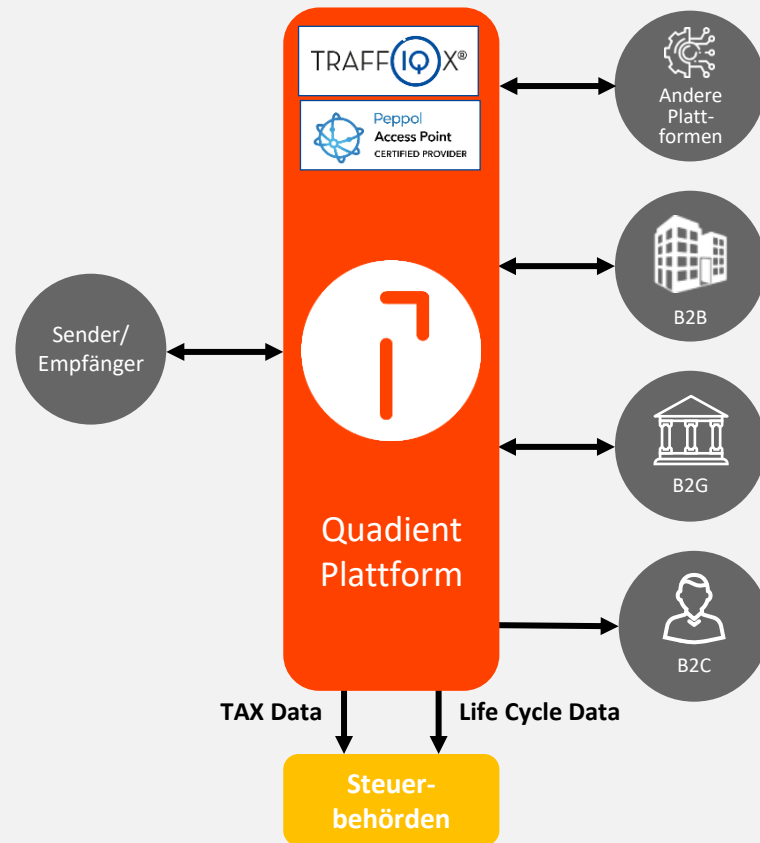 TRAFFIQX®
Peppol
Access Point
CERTIFIED PROVIDER
Andere
Platt-
formen
B2B
Sender/
Empfänger
B2G
Quadient
Plattform
B2C
TAX Data
Life Cycle Data
Steuer-
behörden